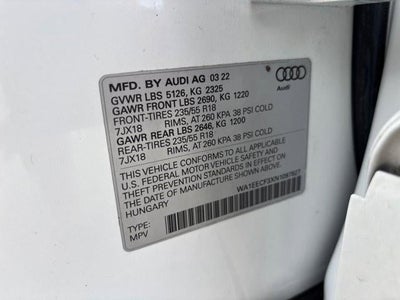 MFD. BY AUDI AG 03 22
GVWR LBS 5126, KG 2325
GAWR FRONT LBS 2690, KG 1220
FRONT-TIRES 235/55 R18
7JX18 RIMS, AT 260 KPA 38 PSI COLD
GAWR REAR LBS 2646, KG 1200
REAR-TIRES 235/55 R18
7JX18 RIMS, AT 260 KPA 38 PSI COLD
THIS VEHICLE CONFORMS TO ALL APPLICABLE
U.S. FEDERAL MOTOR VEHICLE SAFETY AND
THEFT PREVENTION STANDARDS IN EFFECT ON
THE DATE OF MANUFACTURE SHOWN ABOVE.
HUNGARY
TYPE:
MPV
Audi